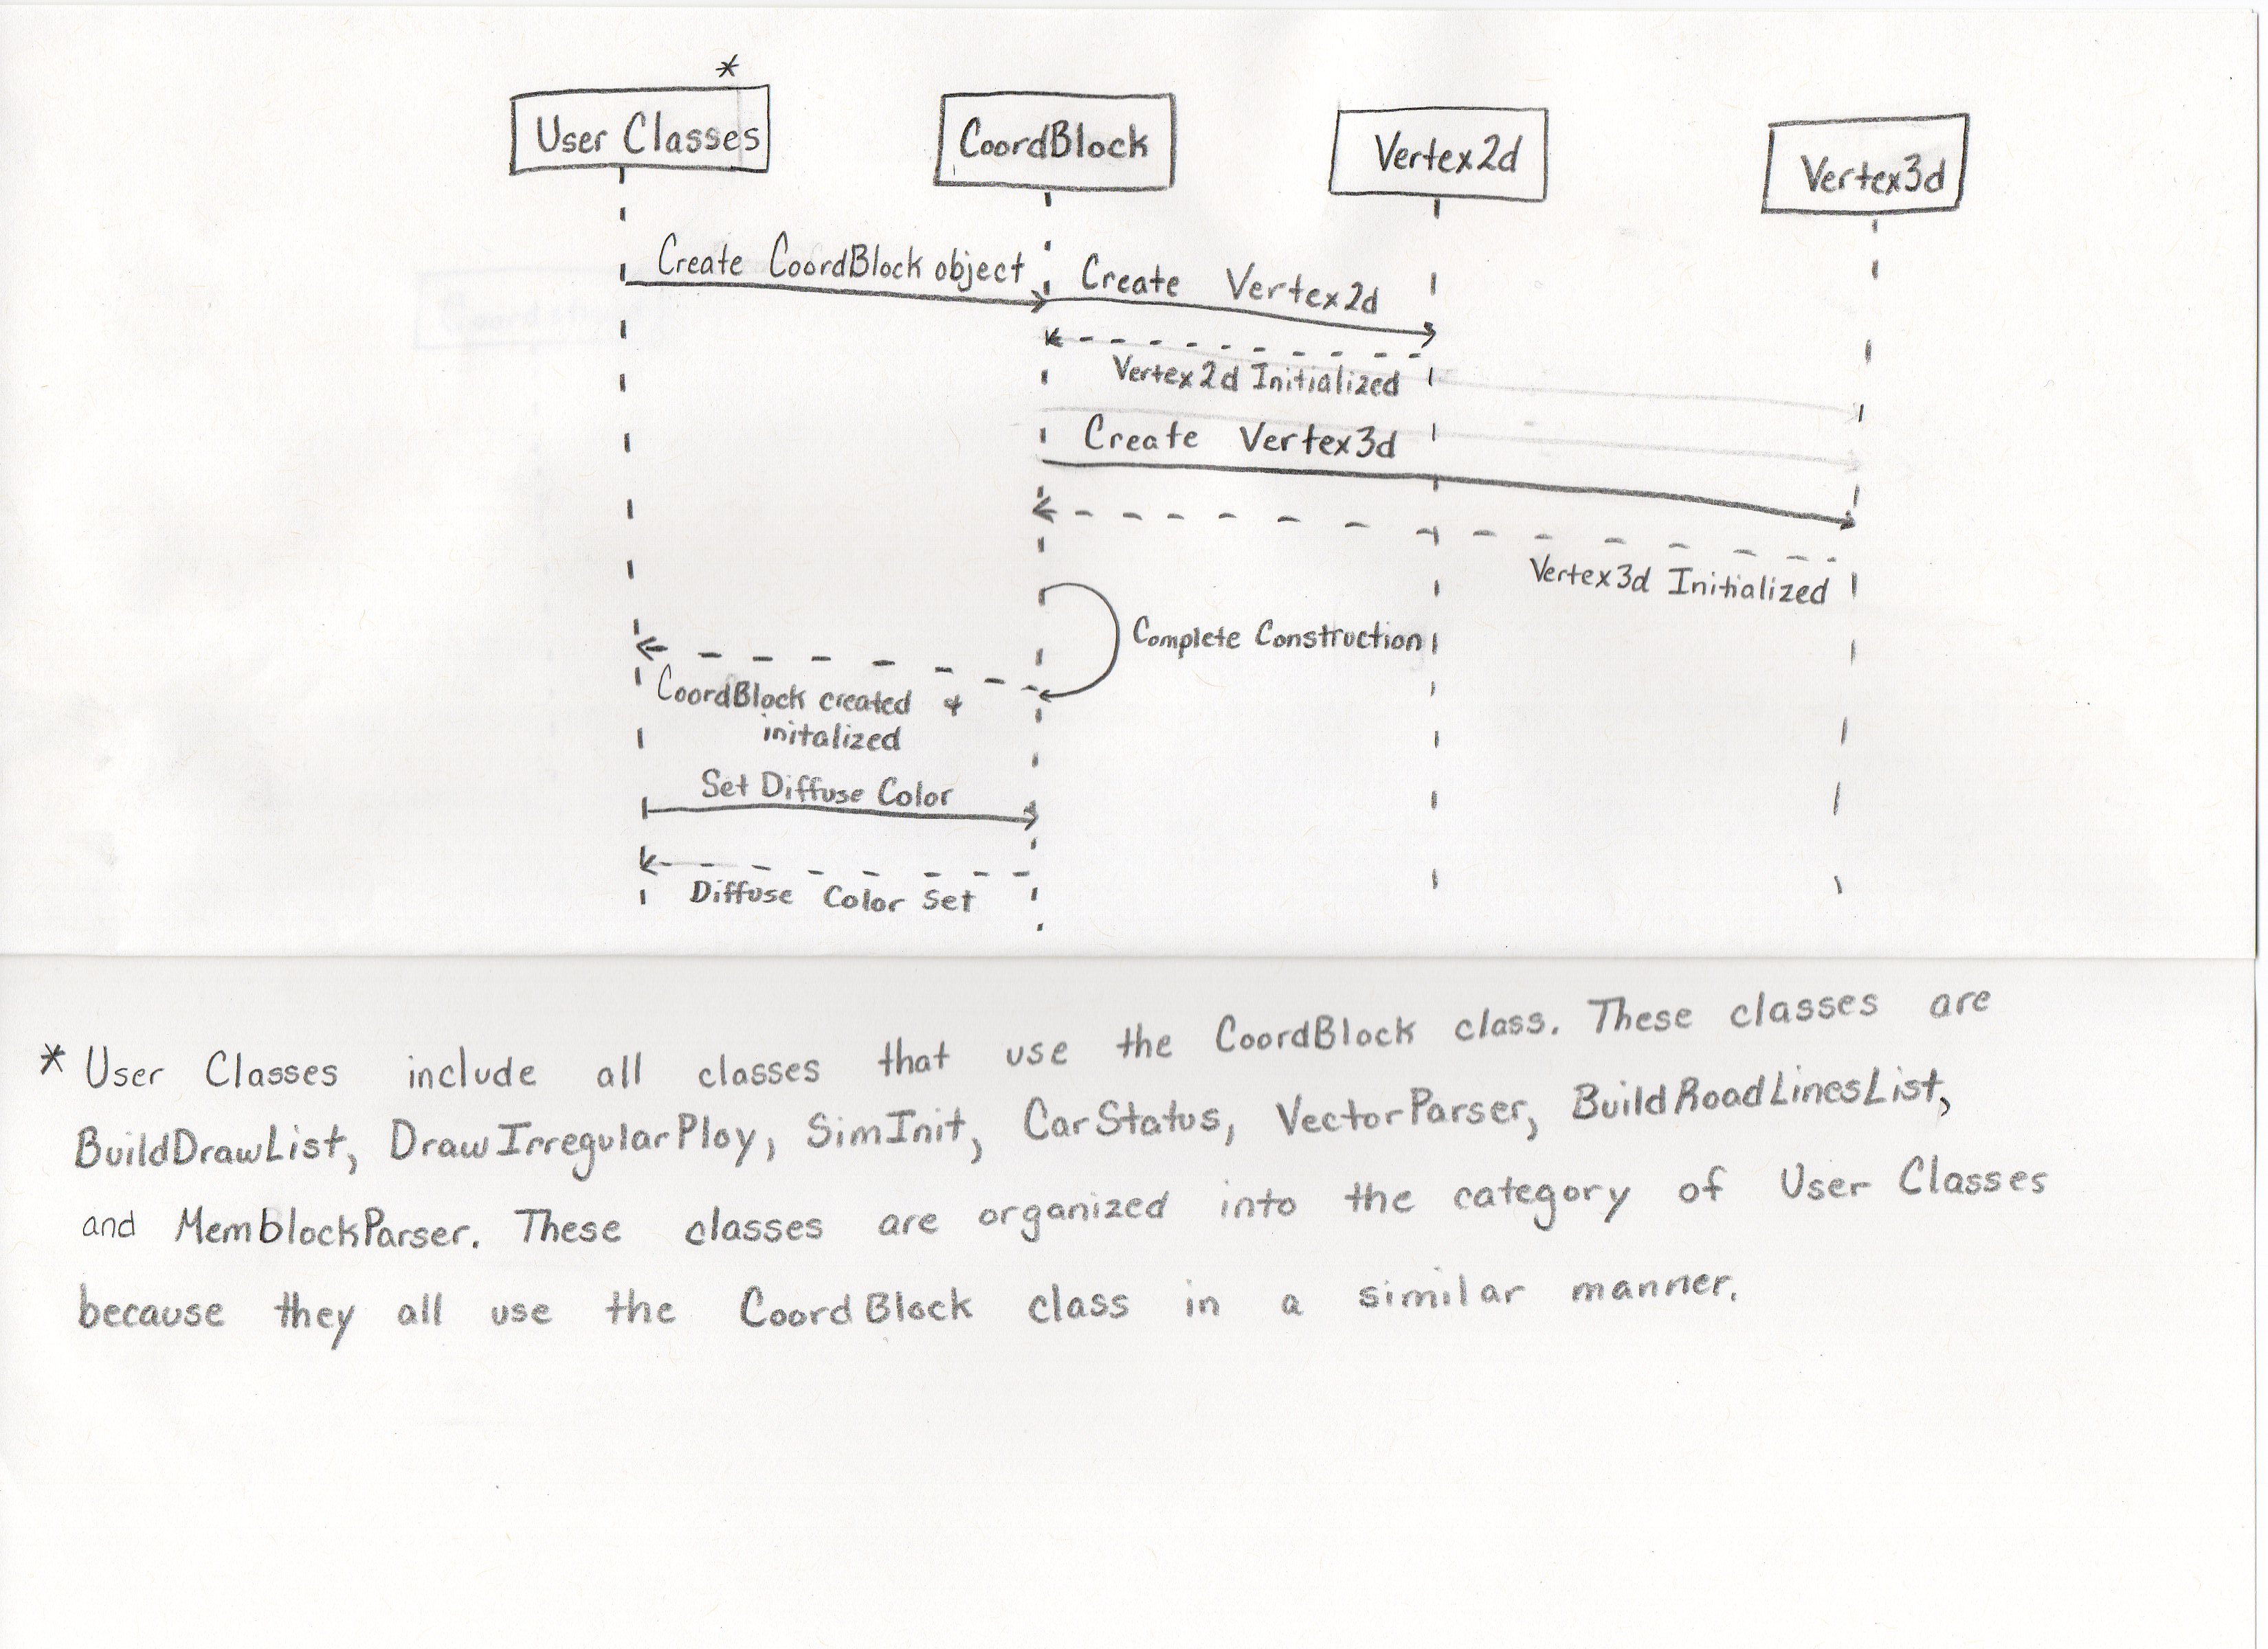 *
User Classes
CoordBlock
Vertex2d
Vertex3d
Create CoordBlock object
Create Vertex2d
Vertex2d Initialized
Create Vertex3d
Vertex3d Initialized
Complete Construction
CoordBlock created &
initalized
Set Diffuse Color
Diffuse Color Set
* User Classes include all classes that use the CoordBlock class. These classes are
BuildDrawList, DrawIrregularPloy, SimInit, CarStatus, VectorParser, BuildRoadLinesList,
and MemblockParser. These classes are organized into the category of User Classes
because they all use the CoordBlock class in a similar manner.